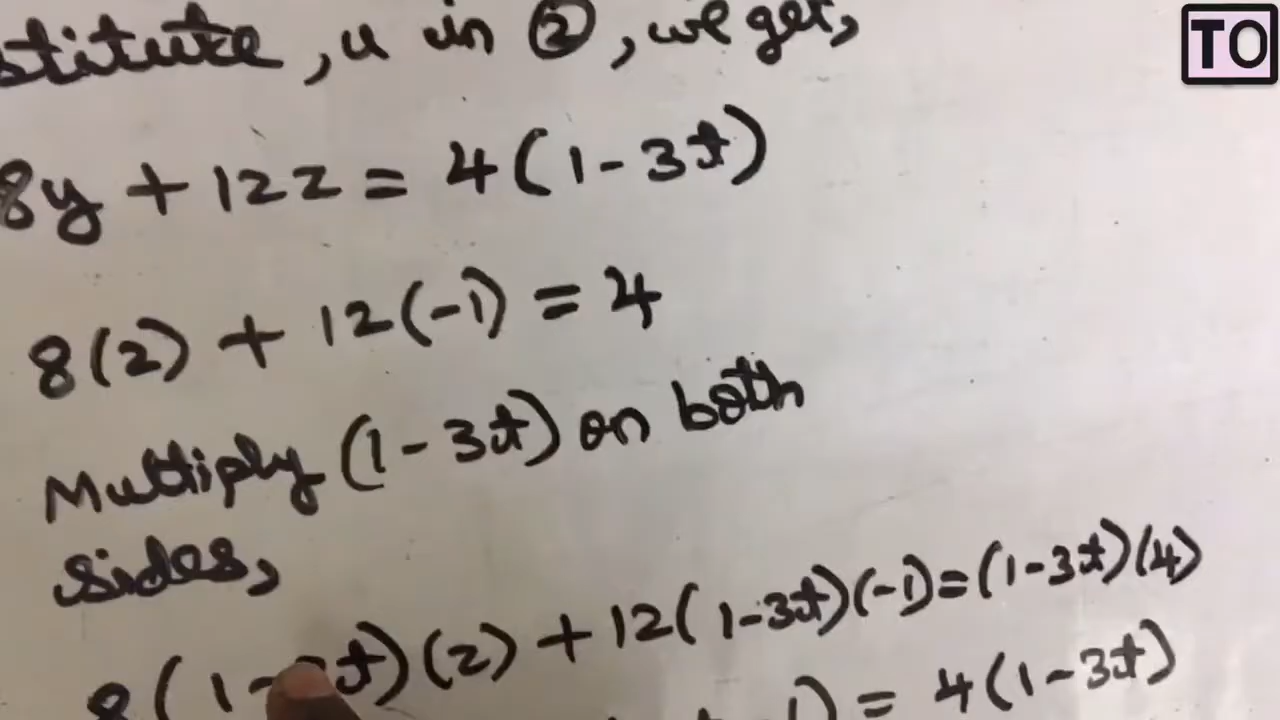 TO
stitute, u in ②, we get,
8y + 12z = 4(1-3t)
8(2) + 12(-1) = 4
Multiply (1-3t) on both
sides,
8(1-3t)(2) + 12(1-3t)(-1)=(1-3t)(4)
-1) = 4(1-3t)